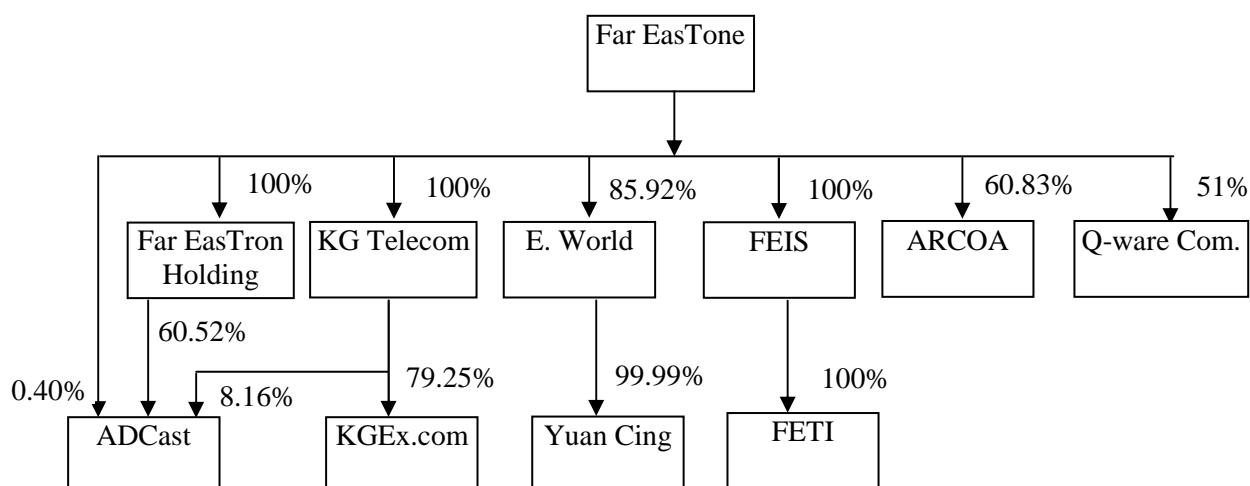 Far EasTone
100%
100%
85.92%
100%
60.83%
51%
Far EasTron
Holding
KG Telecom
E. World
FEIS
ARCOA
Q-ware Com.
60.52%
0.40%
8.16%
79.25%
99.99%
100%
ADCast
KGEx.com
Yuan Cing
FETI